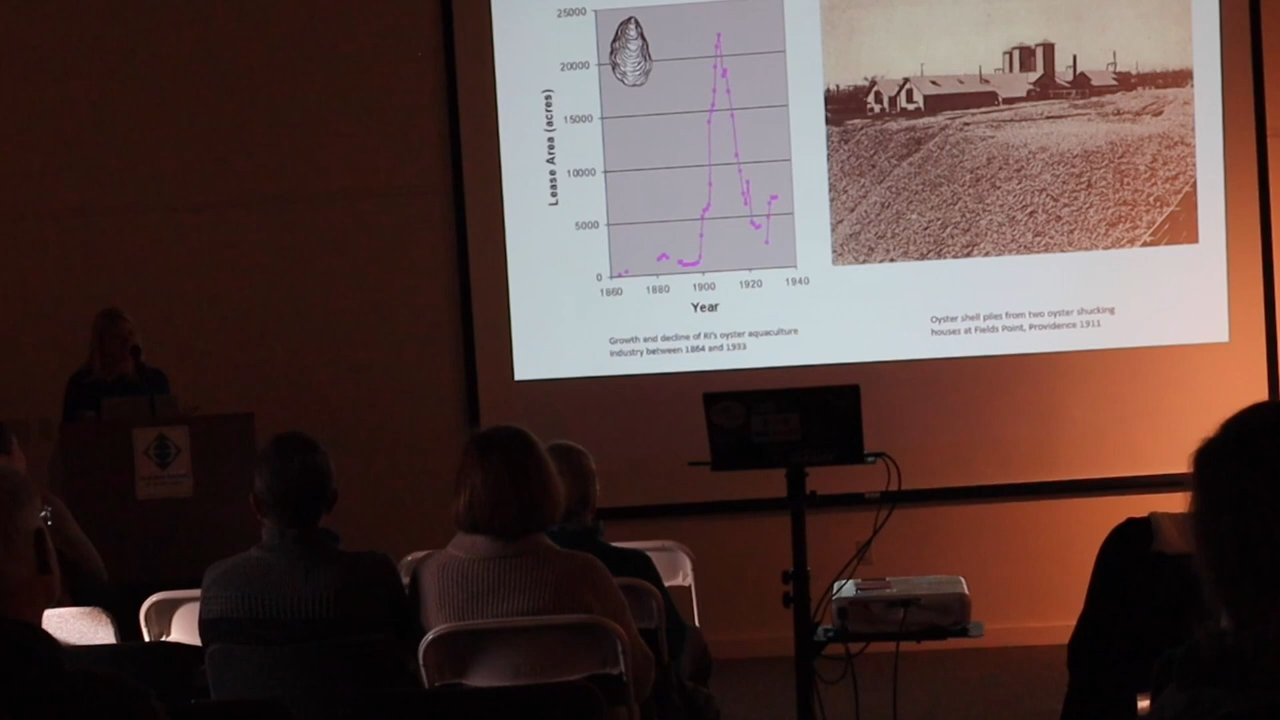 25000
20000
15000
10000
5000
0
Lease Area (acres)
1860 1880 1900 1920 1940
Year
Growth and decline of RI's oyster aquaculture
industry between 1864 and 1933
Oyster shell piles from two oyster shucking
houses at Fields Point, Providence 1911